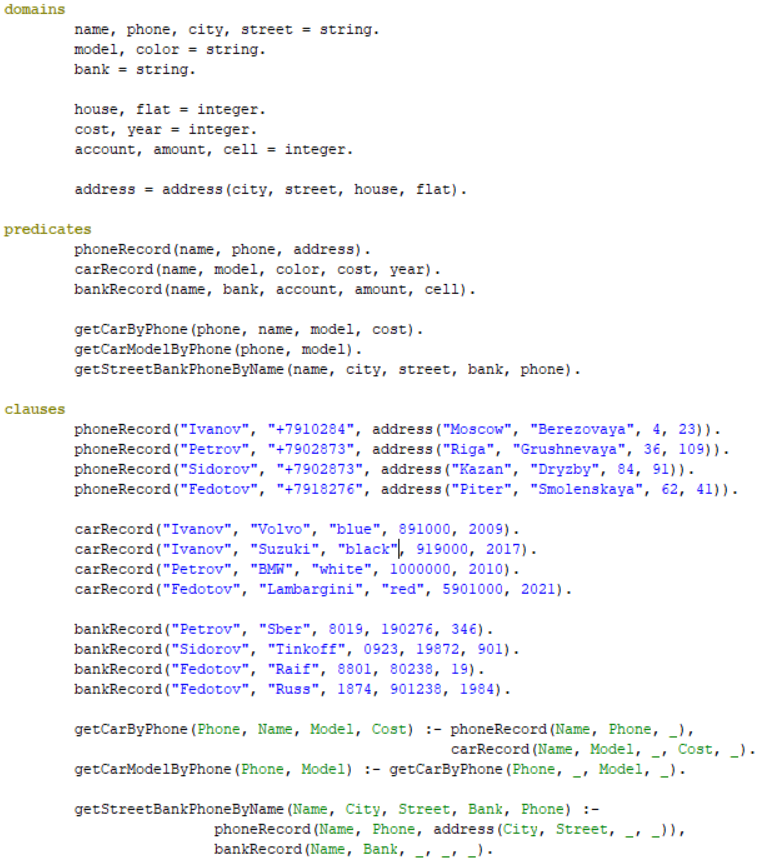 domains
name, phone, city, street = string.
model, color = string.
bank = string.
house, flat = integer.
cost, year = integer.
account, amount, cell = integer.
address = address(city, street, house, flat).
predicates
phoneRecord(name, phone, address).
carRecord(name, model, color, cost, year).
bankRecord(name, bank, account, amount, cell).
getCarByPhone(phone, name, model, cost).
getCarModelByPhone(phone, model).
getStreetBankPhoneByName(name, city, street, bank, phone).
clauses
phoneRecord("Ivanov", "+7910284", address("Moscow", "Berezovaya", 4, 23)).
phoneRecord("Petrov", "+7902873", address("Riga", "Grushnevaya", 36, 109)).
phoneRecord("Sidorov", "+7902873", address("Kazan", "Dryzby", 84, 91)).
phoneRecord("Fedotov", "+7918276", address("Piter", "Smolenskaya", 62, 41)).
carRecord("Ivanov", "Volvo", "blue", 891000, 2009).
carRecord("Ivanov", "Suzuki", "black", 919000, 2017).
carRecord("Petrov", "BMW", "white", 1000000, 2010).
carRecord("Fedotov", "Lambargini", "red", 5901000, 2021).
bankRecord("Petrov", "Sber", 8019, 190276, 346).
bankRecord("Sidorov", "Tinkoff", 0923, 19872, 901).
bankRecord("Fedotov", "Raif", 8801, 80238, 19).
bankRecord("Fedotov", "Russ", 1874, 901238, 1984).
getCarByPhone(Phone, Name, Model, Cost) :- phoneRecord(Name, Phone, _),
carRecord(Name, Model, _, Cost, _).
getCarModelByPhone(Phone, Model) :- getCarByPhone(Phone, _, Model, _).
getStreetBankPhoneByName(Name, City, Street, Bank, Phone) :-
phoneRecord(Name, Phone, address(City, Street, _, _)),
bankRecord(Name, Bank, _, _, _).